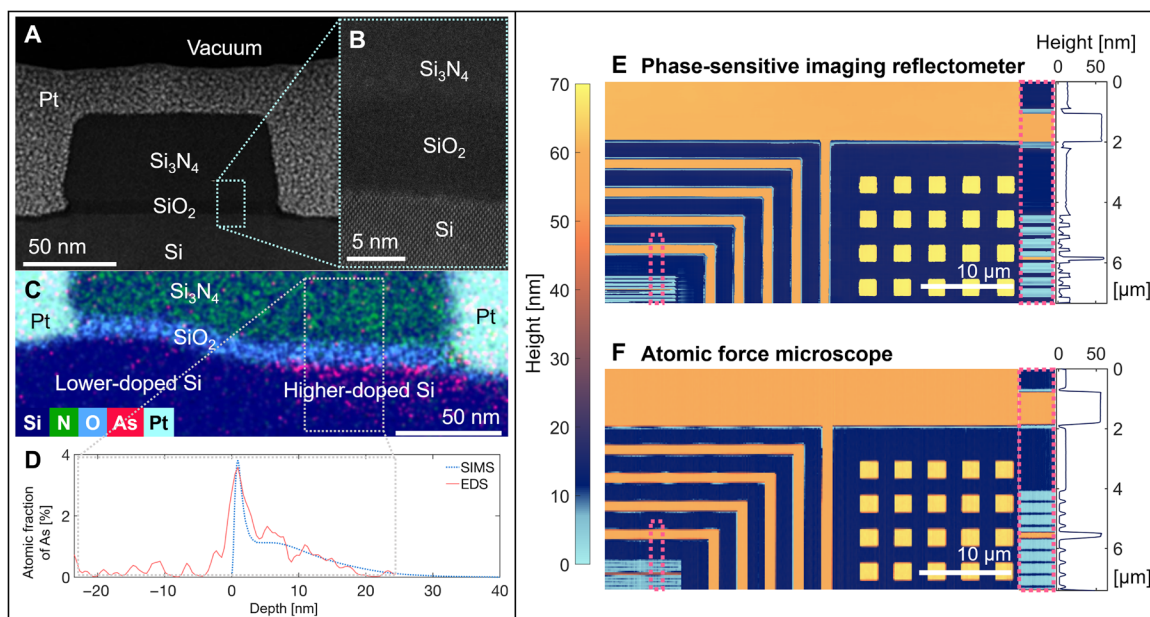 A
Vacuum
Pt
Si₃N₄
SiO₂
Si
50 nm
B
Si₃N₄
SiO₂
Si
5 nm
C
Si₃N₄
Pt
Pt
SiO₂
Lower-doped Si
Higher-doped Si
Si N O As Pt
50 nm
D
Atomic fraction
of As [%]
4
2
0
SIMS
EDS
−20 −10 0 10 20 30 40
Depth [nm]
Height [nm]
70
60
50
40
30
20
10
0
E Phase-sensitive imaging reflectometer
Height [nm]
0 50
0
2
4
6
[µm]
10 µm
F Atomic force microscope
0 50
0
2
4
6
[µm]
10 µm